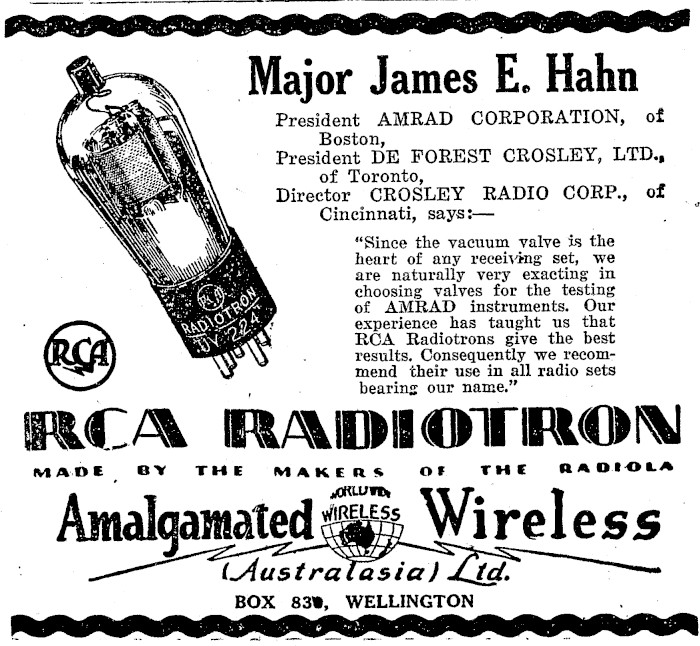 Major James E. Hahn
President AMRAD CORPORATION, of
Boston,
President DE FOREST CROSLEY, LTD.,
of Toronto,
Director CROSLEY RADIO CORP., of
Cincinnati, says:—
"Since the vacuum valve is the
heart of any receiving set, we
are naturally very exacting in
choosing valves for the testing
of AMRAD instruments. Our
experience has taught us that
RCA Radiotrons give the best
results. Consequently we recom-
mend their use in all radio sets
bearing our name."
RCA
RADIOTRON
UY 224
RCA
RCA RADIOTRON
MADE BY THE MAKERS OF THE RADIOLA
Amalgamated Wireless
WORLD WIDE
WIRELESS
(Australasia) Ltd.
BOX 830, WELLINGTON